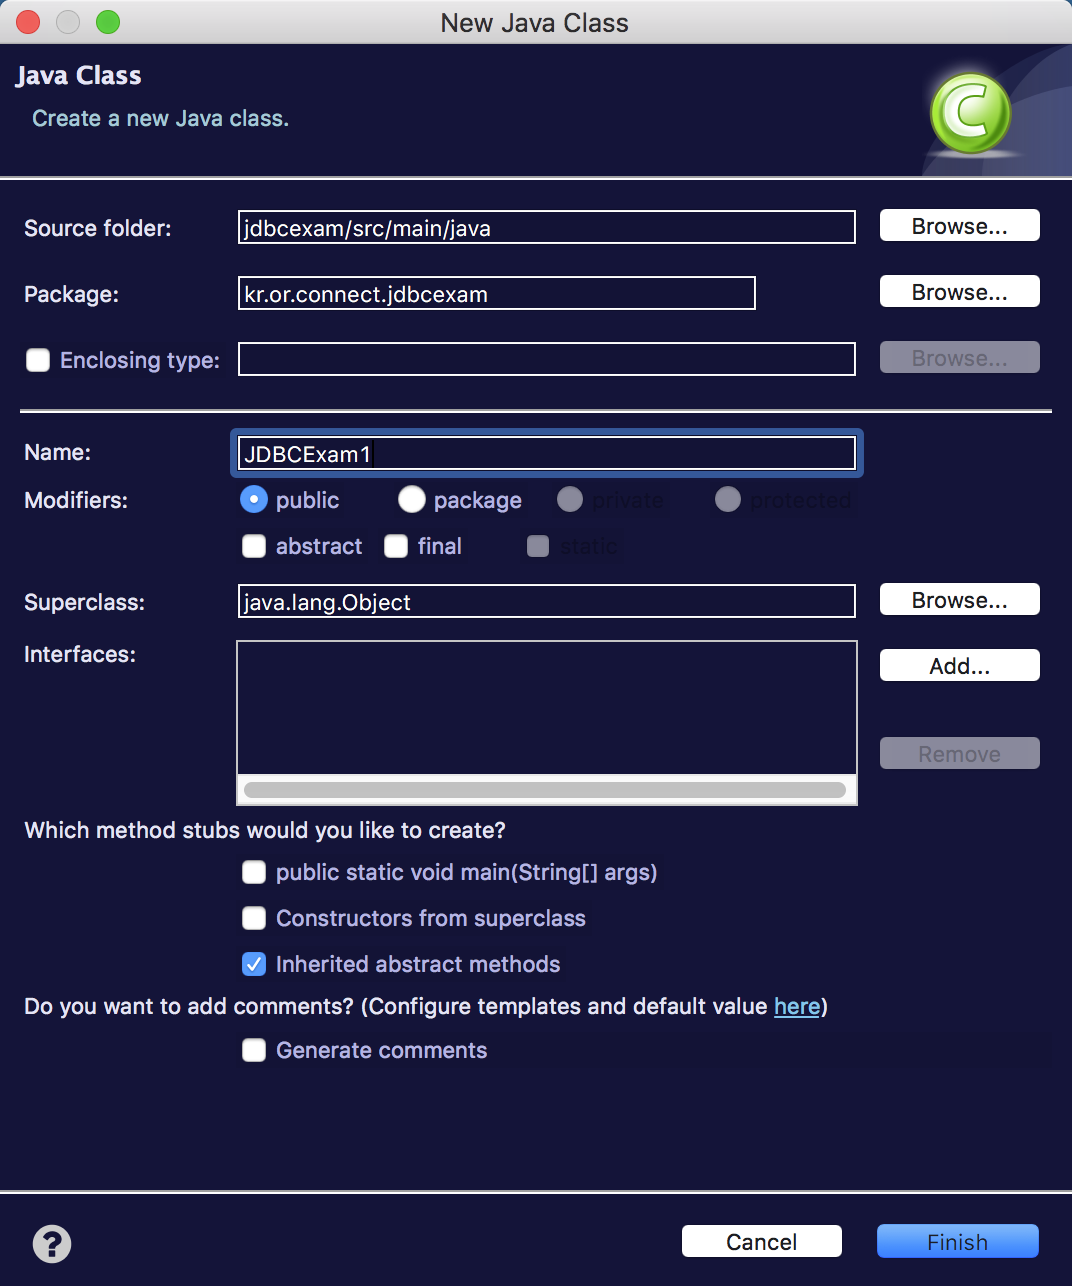 New Java Class
Java Class
Create a new Java class.
C
Source folder: jdbcexam/src/main/java Browse...
Package: kr.or.connect.jdbcexam Browse...
Enclosing type: Browse...
Name: JDBCExam1
Modifiers: public package private protected
abstract final static
Superclass: java.lang.Object Browse...
Interfaces: Add...
Remove
Which method stubs would you like to create?
public static void main(String[] args)
Constructors from superclass
Inherited abstract methods
Do you want to add comments? (Configure templates and default value here)
Generate comments
? Cancel Finish